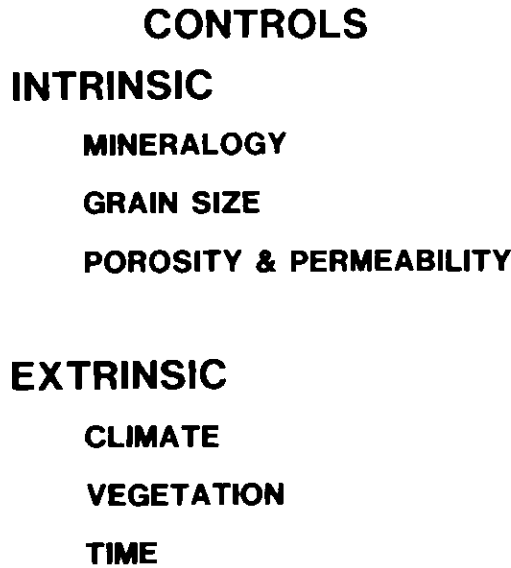 CONTROLS
INTRINSIC
MINERALOGY
GRAIN SIZE
POROSITY & PERMEABILITY
EXTRINSIC
CLIMATE
VEGETATION
TIME